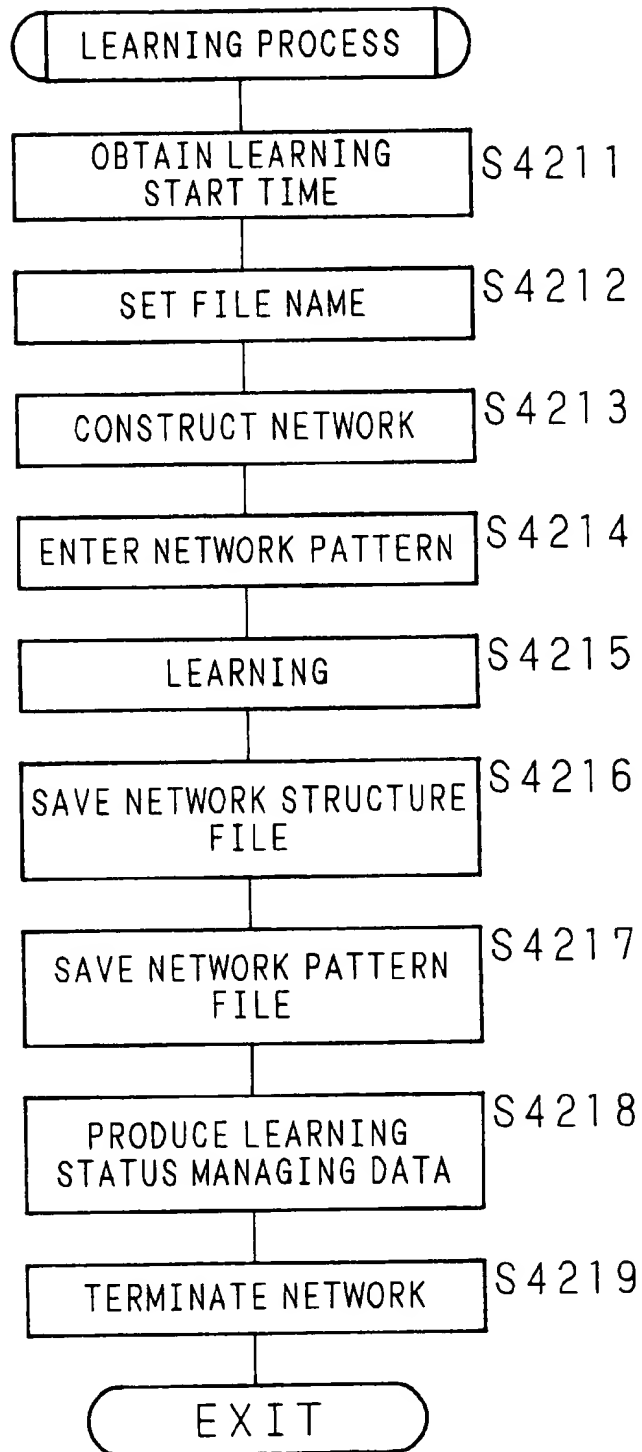 LEARNING PROCESS
OBTAIN LEARNING
START TIME
S4211
SET FILE NAME
S4212
CONSTRUCT NETWORK
S4213
ENTER NETWORK PATTERN
S4214
LEARNING
S4215
SAVE NETWORK STRUCTURE
FILE
S4216
SAVE NETWORK PATTERN
FILE
S4217
PRODUCE LEARNING
STATUS MANAGING DATA
S4218
TERMINATE NETWORK
S4219
EXIT